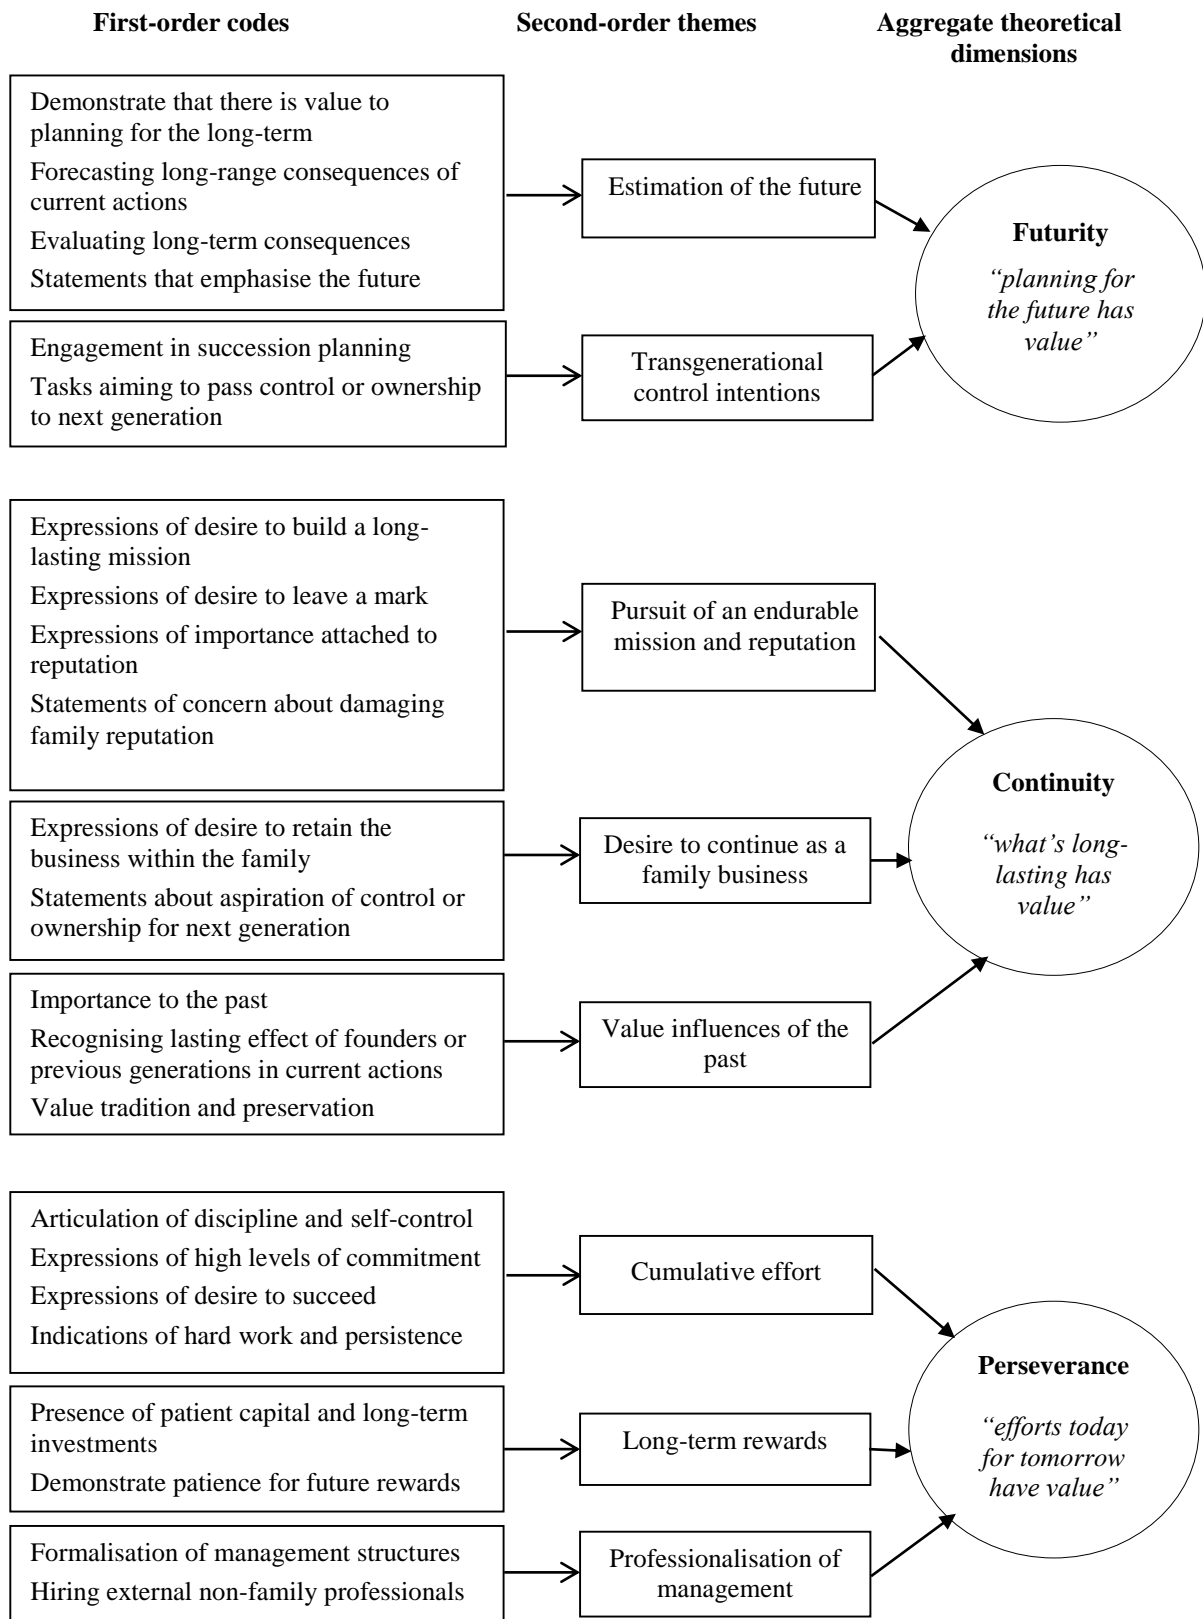 First-order codes
Second-order themes
Aggregate theoretical
dimensions
Demonstrate that there is value to
planning for the long-term
Forecasting long-range consequences of
current actions
Evaluating long-term consequences
Statements that emphasise the future
Estimation of the future
Engagement in succession planning
Tasks aiming to pass control or ownership
to next generation
Transgenerational
control intentions
Futurity
“planning for
the future has
value”
Expressions of desire to build a long-
lasting mission
Expressions of desire to leave a mark
Expressions of importance attached to
reputation
Statements of concern about damaging
family reputation
Pursuit of an endurable
mission and reputation
Expressions of desire to retain the
business within the family
Statements about aspiration of control or
ownership for next generation
Desire to continue as a
family business
Importance to the past
Recognising lasting effect of founders or
previous generations in current actions
Value tradition and preservation
Value influences of the
past
Continuity
“what’s long-
lasting has
value”
Articulation of discipline and self-control
Expressions of high levels of commitment
Expressions of desire to succeed
Indications of hard work and persistence
Cumulative effort
Presence of patient capital and long-term
investments
Demonstrate patience for future rewards
Long-term rewards
Formalisation of management structures
Hiring external non-family professionals
Professionalisation of
management
Perseverance
“efforts today
for tomorrow
have value”